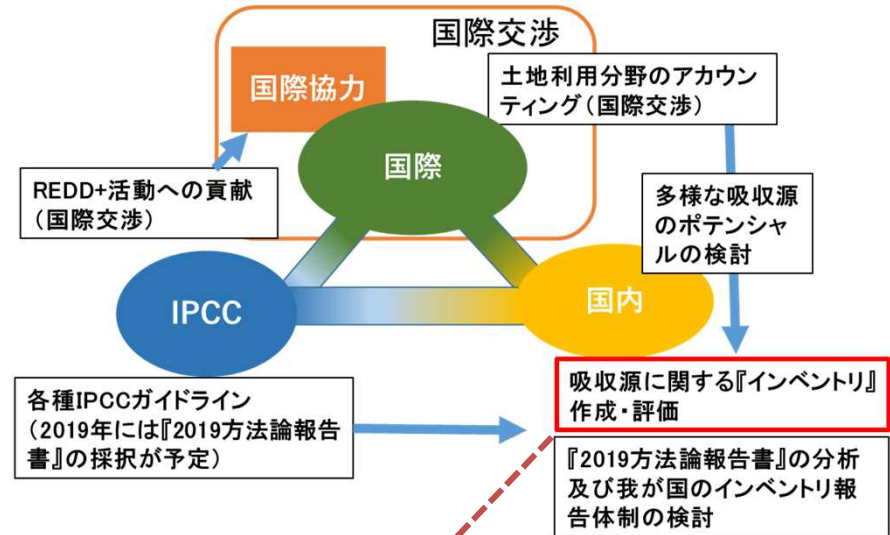 国際交渉
国際協力
土地利用分野のアカウン
ティング(国際交渉)
国際
REDD+活動への貢献
(国際交渉)
多様な吸収源
のポテンシャ
ルの検討
IPCC
国内
各種IPCCガイドライン
(2019年には『2019方法論報告
書』の採択が予定)
吸収源に関する『インベントリ』
作成・評価
『2019方法論報告書』の分析
及び我が国のインベントリ報
告体制の検討